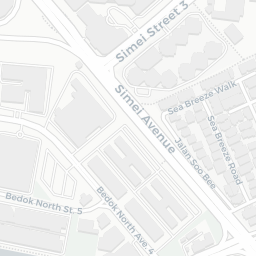 Simei Street 3
Simei Avenue
Sea Breeze Walk
Jalan Soo Bee
Sea Breeze Road
Bedok North St. 5
Bedok North Ave. 4